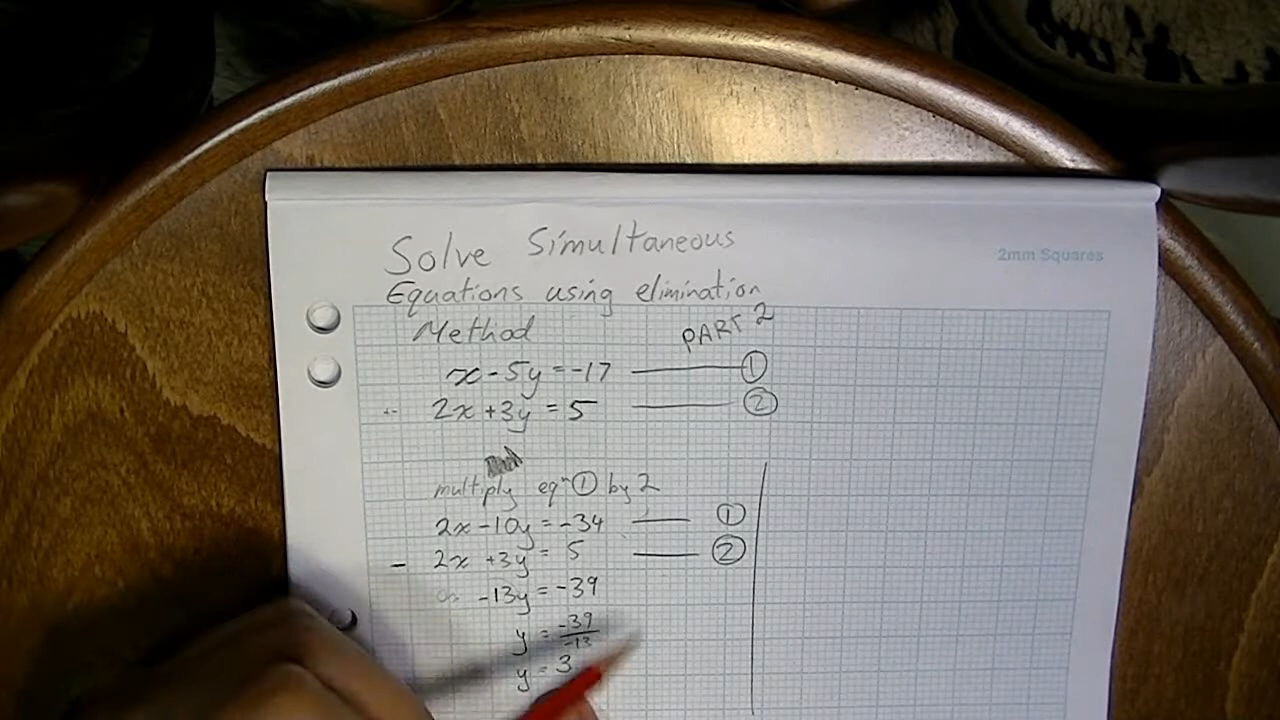 Solve Simultaneous
2mm Squares
Equations using elimination
Method PART 2
x - 5y = -17 ①
2x + 3y = 5 ②
multiply eqⁿ ① by 2
2x - 10y = -34 ①
- 2x + 3y = 5 ②
-13y = -39
y = -39/-13
y = 3